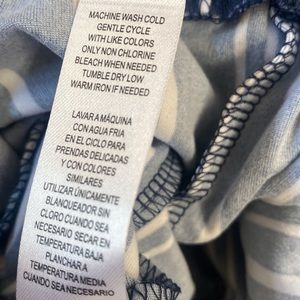 MACHINE WASH COLD
GENTLE CYCLE
WITH LIKE COLORS
ONLY NON CHLORINE
BLEACH WHEN NEEDED
TUMBLE DRY LOW
WARM IRON IF NEEDED
LAVAR A MÁQUINA
CON AGUA FRIA
EN EL CICLO PARA
PRENDAS DELICADAS
Y CON COLORES
SIMILARES
UTILIZAR ÚNICAMENTE
BLANQUEADOR SIN
CLORO CUANDO SEA
NECESARIO SECAR EN
TEMPERATURA BAJA
PLANCHAR A
TEMPERATURA MEDIA
CUANDO SEA NECESARIO